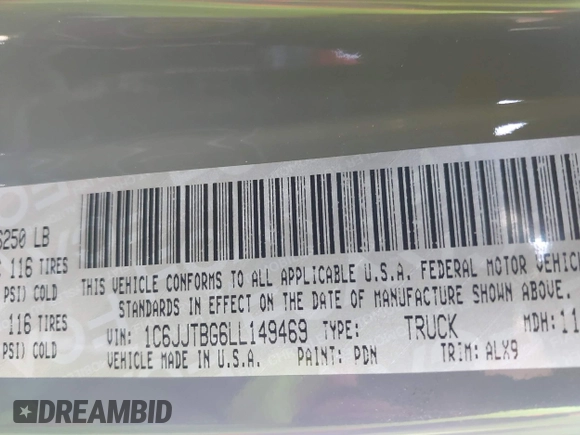 6250 LB
116 TIRES
PSI) COLD
116 TIRES
PSI) COLD
THIS VEHICLE CONFORMS TO ALL APPLICABLE U.S.A. FEDERAL MOTOR VEHIC
STANDARDS IN EFFECT ON THE DATE OF MANUFACTURE SHOWN ABOVE.
VIN: 1C6JJTBG6LL149469 TYPE: TRUCK MDH: 11
VEHICLE MADE IN U.S.A. PAINT: PDN TRIM: ALX9
DREAMBID